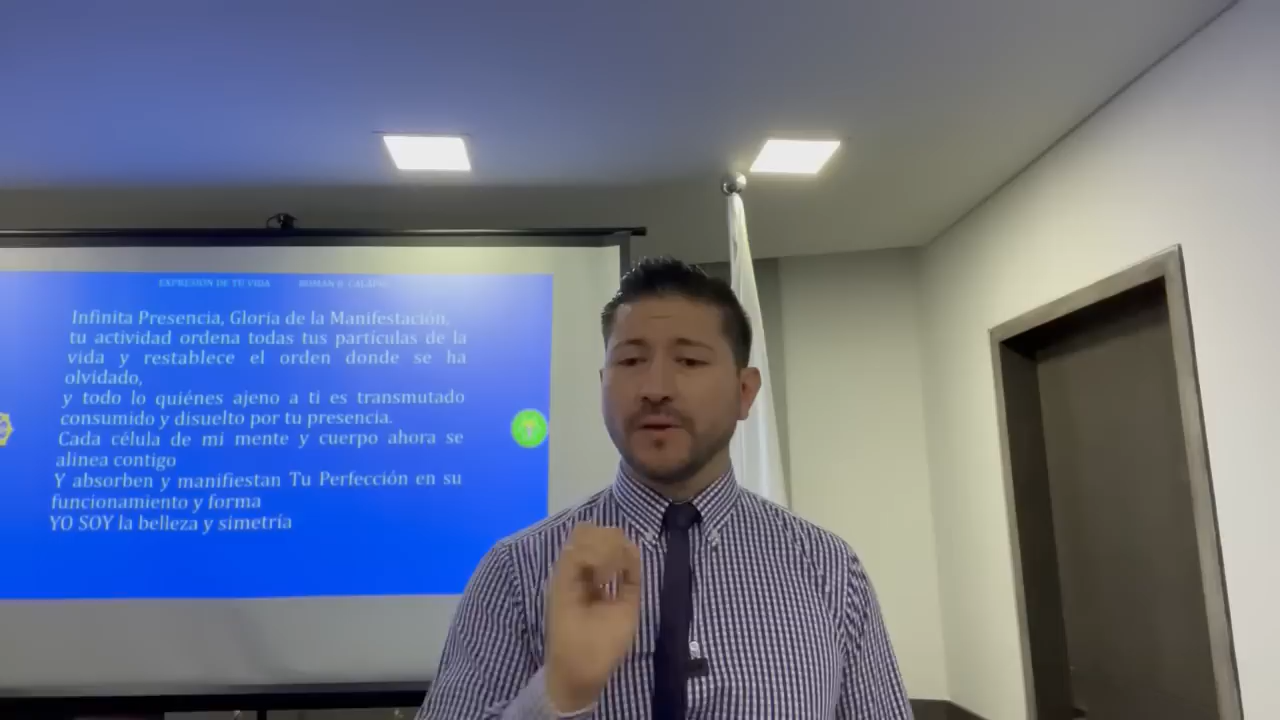 EXPRESIÓN DE TU VIDA
Infinita Presencia, Gloria de la Manifestación,
tu actividad ordena todas tus partículas de la
vida y restablece el orden donde se ha
olvidado,
y todo lo quiénes ajeno a ti es transmutado
consumido y disuelto por tu presencia.
Cada célula de mi mente y cuerpo ahora se
alinea contigo
Y absorben y manifiestan Tu Perfección en su
funcionamiento y forma
YO SOY la belleza y simetría